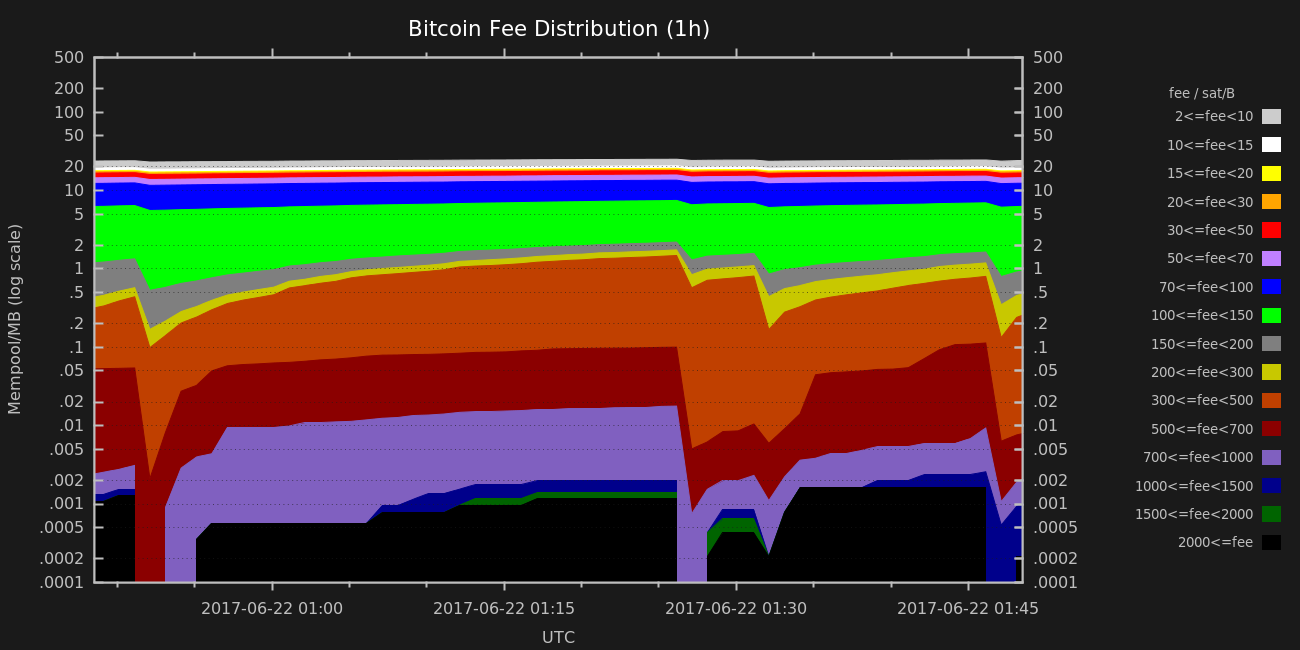 Bitcoin Fee Distribution (1h)
Mempool/MB (log scale)
500
200
100
50
20
10
5
2
1
.5
.2
.1
.05
.02
.01
.005
.002
.001
.0005
.0002
.0001
500
200
100
50
20
10
5
2
1
.5
.2
.1
.05
.02
.01
.005
.002
.001
.0005
.0002
.0001
2017-06-22 01:00 2017-06-22 01:15 2017-06-22 01:30 2017-06-22 01:45
UTC
fee / sat/B
2<=fee<10
10<=fee<15
15<=fee<20
20<=fee<30
30<=fee<50
50<=fee<70
70<=fee<100
100<=fee<150
150<=fee<200
200<=fee<300
300<=fee<500
500<=fee<700
700<=fee<1000
1000<=fee<1500
1500<=fee<2000
2000<=fee